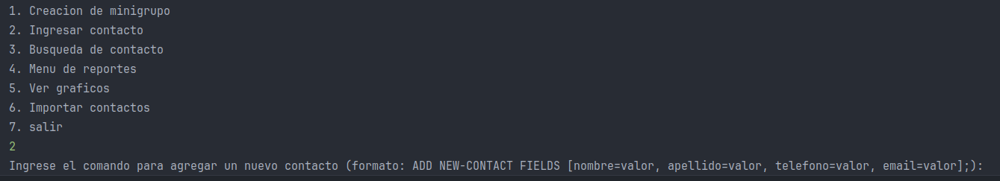 1. Creacion de minigrupo
2. Ingresar contacto
3. Busqueda de contacto
4. Menu de reportes
5. Ver graficos
6. Importar contactos
7. salir
2
Ingrese el comando para agregar un nuevo contacto (formato: ADD NEW-CONTACT FIELDS [nombre=valor, apellido=valor, telefono=valor, email=valor];):